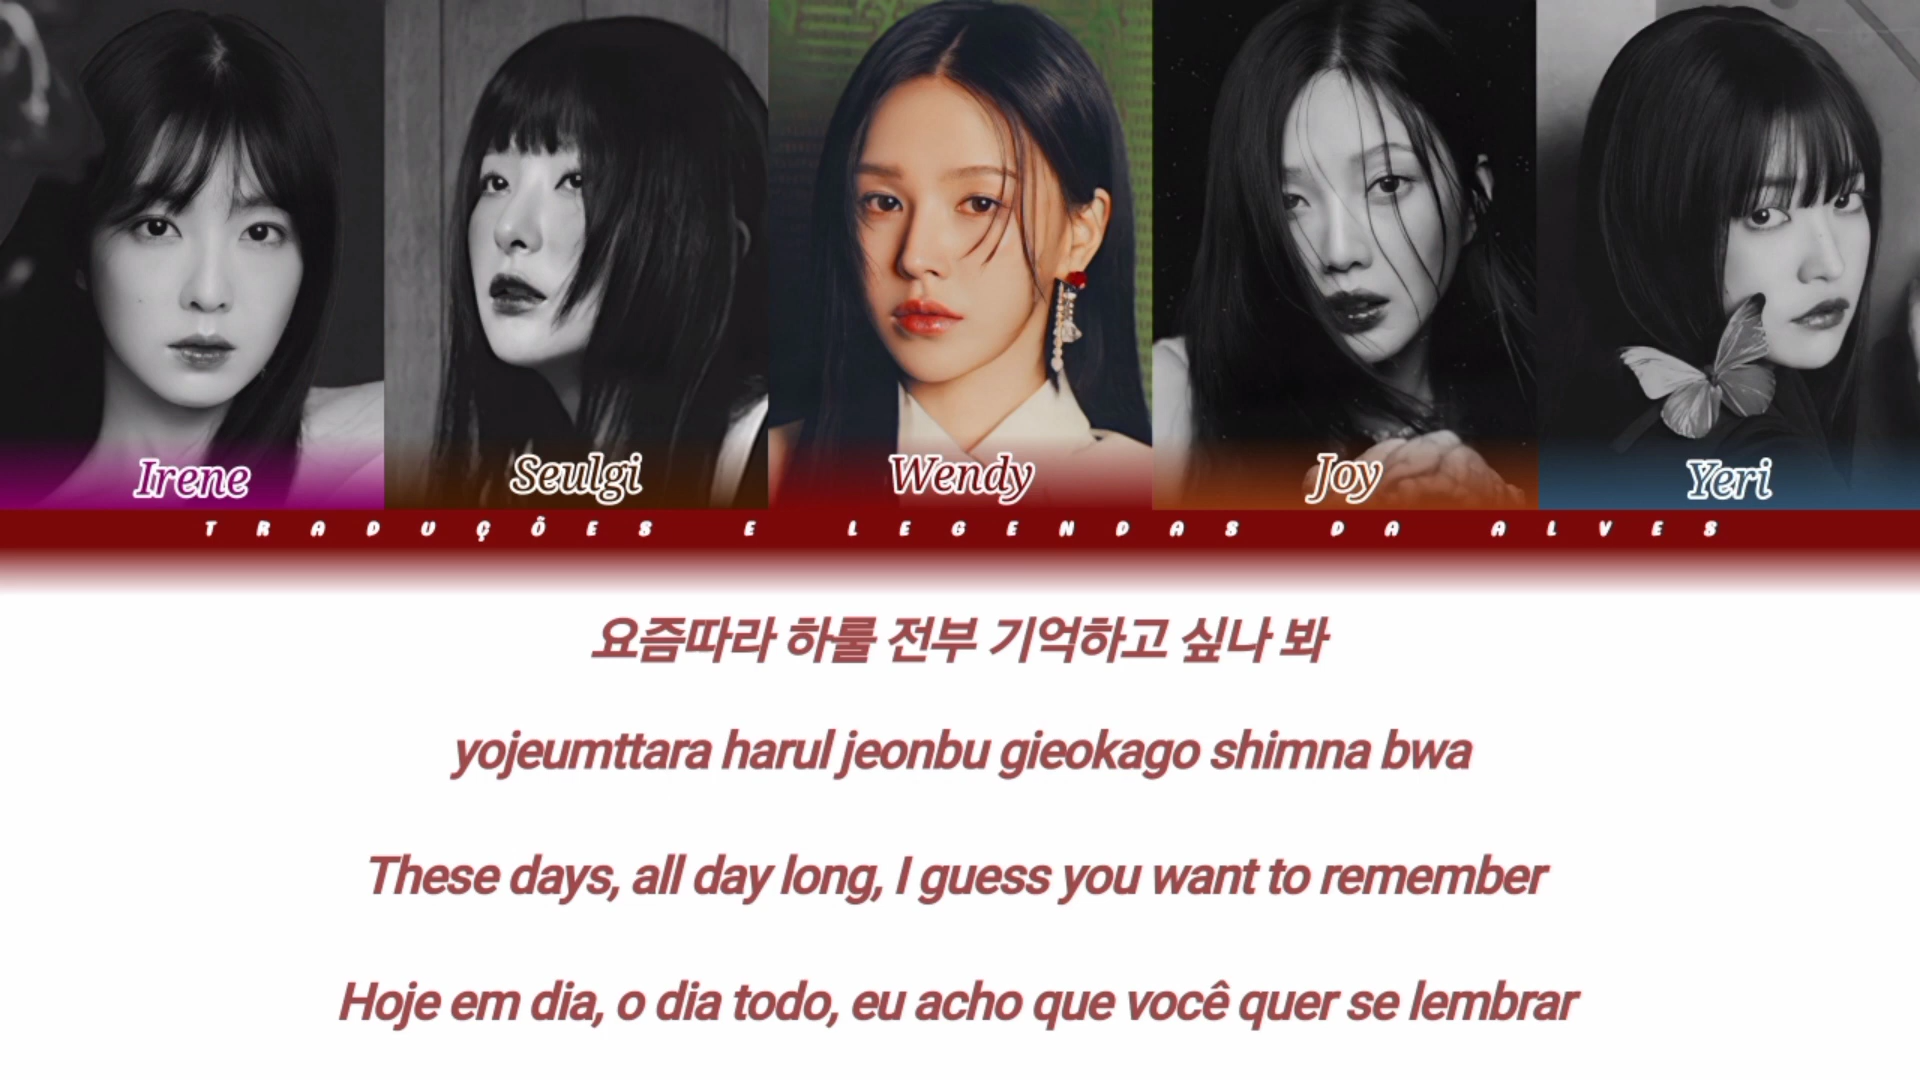 Irene
Seulgi
Wendy
Joy
Yeri
TRADUÇÕES E LEGENDAS DA ALVES
요즘따라 하룰 전부 기억하고 싶나 봐
yojeumttara harul jeonbu gieokago shimna bwa
These days, all day long, I guess you want to remember
Hoje em dia, o dia todo, eu acho que você quer se lembrar